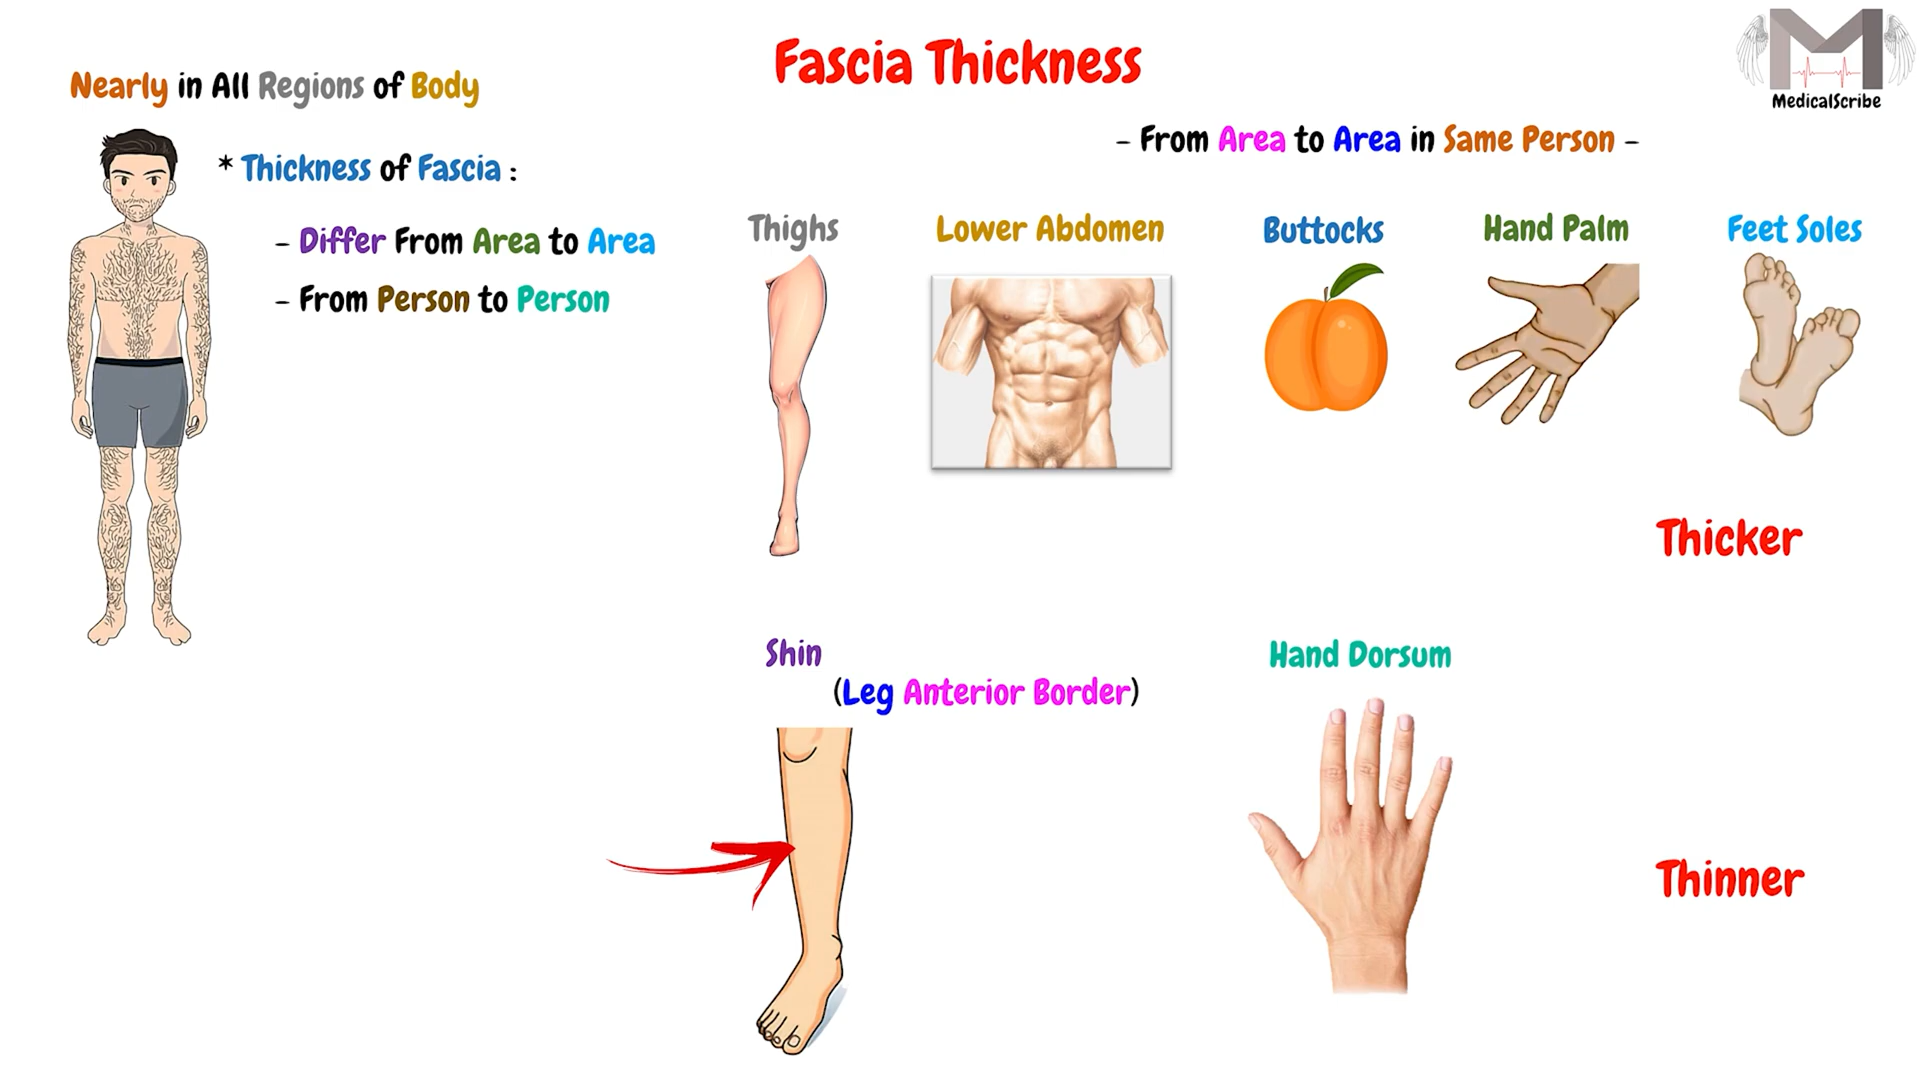 Fascia Thickness
MedicalScribe
Nearly in All Regions of Body
* Thickness of Fascia :
- Differ From Area to Area
- From Person to Person
- From Area to Area in Same Person -
Thighs
Lower Abdomen
Buttocks
Hand Palm
Feet Soles
Thicker
Shin
(Leg Anterior Border)
Hand Dorsum
Thinner